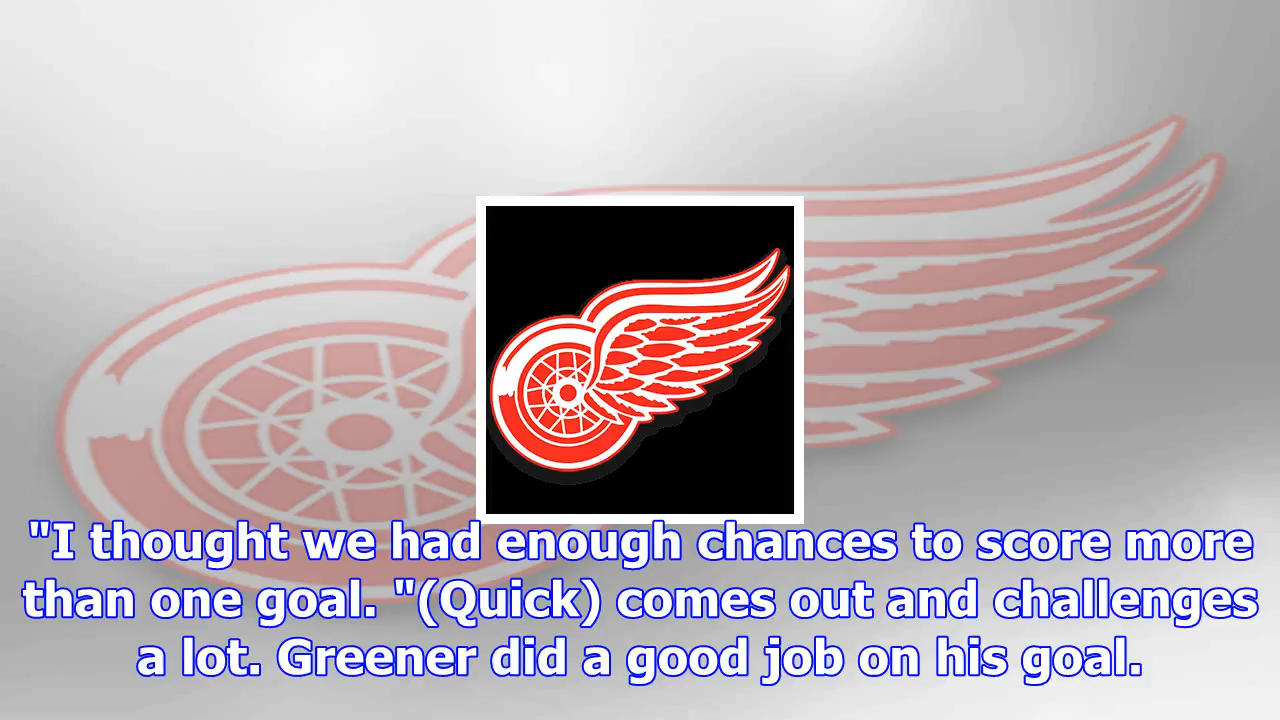 "I thought we had enough chances to score more
than one goal. "(Quick) comes out and challenges
a lot. Greener did a good job on his goal.